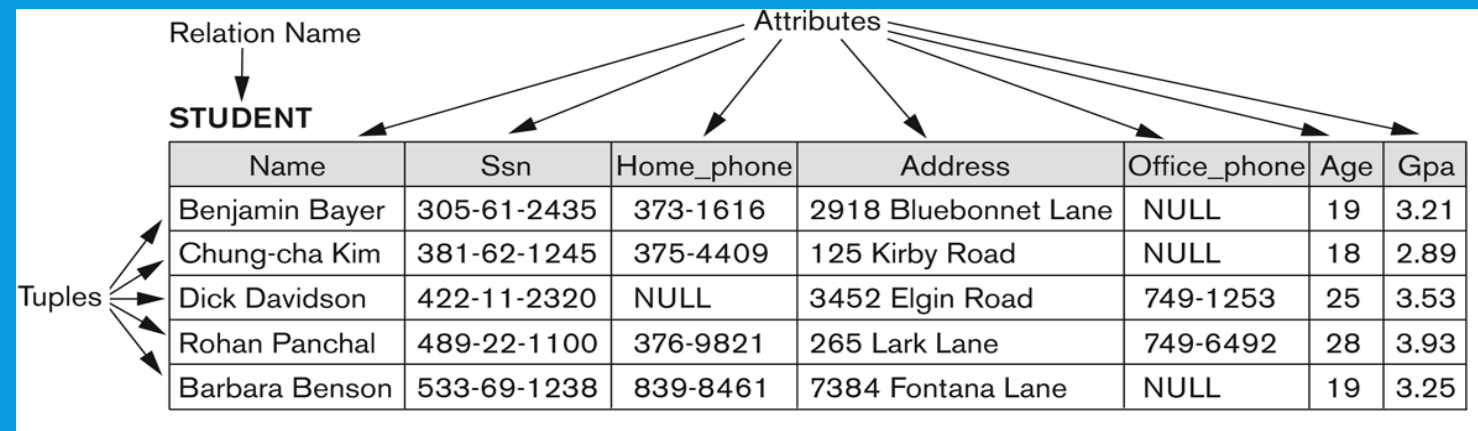 Attributes
Relation Name
STUDENT
Name Ssn Home_phone Address Office_phone Age Gpa
Benjamin Bayer 305-61-2435 373-1616 2918 Bluebonnet Lane NULL 19 3.21
Chung-cha Kim 381-62-1245 375-4409 125 Kirby Road NULL 18 2.89
Tuples Dick Davidson 422-11-2320 NULL 3452 Elgin Road 749-1253 25 3.53
Rohan Panchal 489-22-1100 376-9821 265 Lark Lane 749-6492 28 3.93
Barbara Benson 533-69-1238 839-8461 7384 Fontana Lane NULL 19 3.25